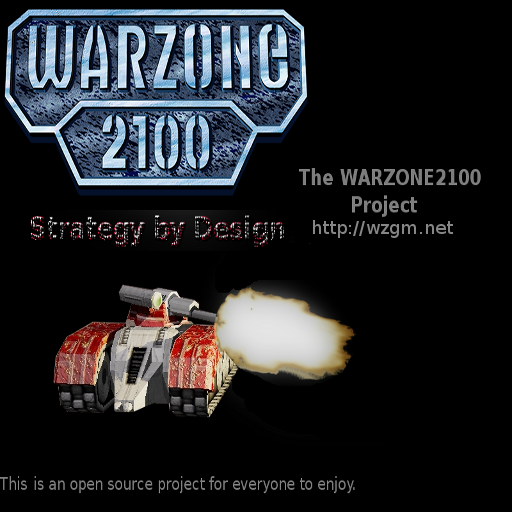 WARZONE
2100
The WARZONE2100
Project
http://wzgm.net
Strategy by Design
This is an open source project for everyone to enjoy.